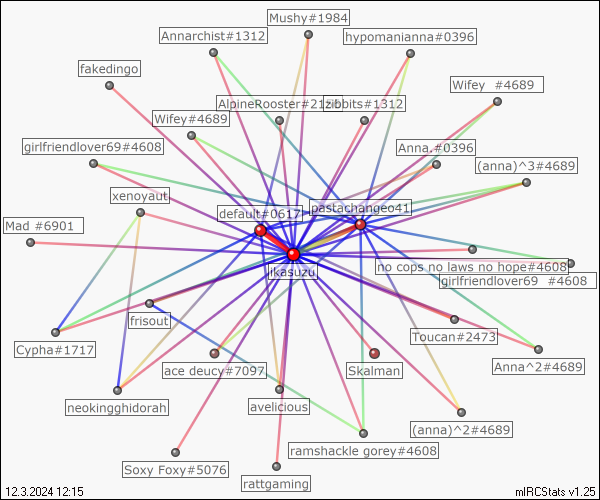 Mushy#1984
Annarchist#1312
hypomanianna#0396
fakedingo
Wifey #4689
AlpineRooster#2126
ribbits#1312
Wifey#4689
girlfriendlover69#4608
Anna.#0396
(anna)^3#4689
xenoyaut
pastachangeo41
default#0617
Mad #6901
no cops no laws no hope#4608
likasuzu
girlfriendlover69 #4608
frisout
Toucan#2473
Cypha#1717
Anna^2#4689
ace deucy#7097
Skalman
neokingghidorah
avelicious
(anna)^2#4689
ramshackle gorey#4608
Soxy Foxy#5076
rattgaming
12.3.2024 12:15
mIRCStats v1.25